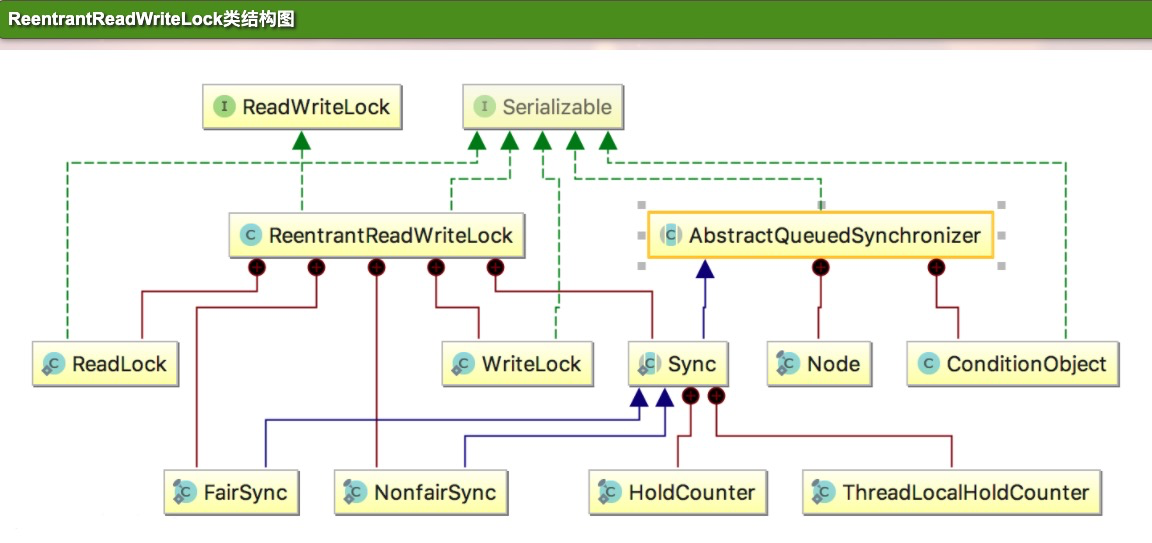 ReentrantReadWriteLock类结构图
I ReadWriteLock
I Serializable
C ReentrantReadWriteLock
C AbstractQueuedSynchronizer
C ReadLock
C WriteLock
C Sync
C Node
C ConditionObject
C FairSync
C NonfairSync
C HoldCounter
C ThreadLocalHoldCounter